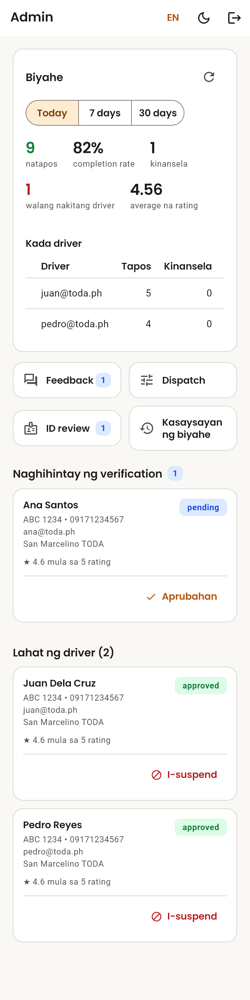 Admin
EN
Biyahe
Today
7 days
30 days
9
82%
1
natapos
completion rate
kinansela
1
4.56
walang nakitang driver
average na rating
Kada driver
Driver Tapos Kinansela
juan@toda.ph 5 0
pedro@toda.ph 4 0
Feedback 1
Dispatch
ID review 1
Kasaysayan
ng biyahe
Naghihintay ng verification 1
Ana Santos
pending
ABC 1234 • 09171234567
ana@toda.ph
San Marcelino TODA
★ 4.6 mula sa 5 rating
Aprubahan
Lahat ng driver (2)
Juan Dela Cruz
approved
ABC 1234 • 09171234567
juan@toda.ph
San Marcelino TODA
★ 4.6 mula sa 5 rating
I-suspend
Pedro Reyes
approved
ABC 1234 • 09171234567
pedro@toda.ph
San Marcelino TODA
★ 4.6 mula sa 5 rating
I-suspend